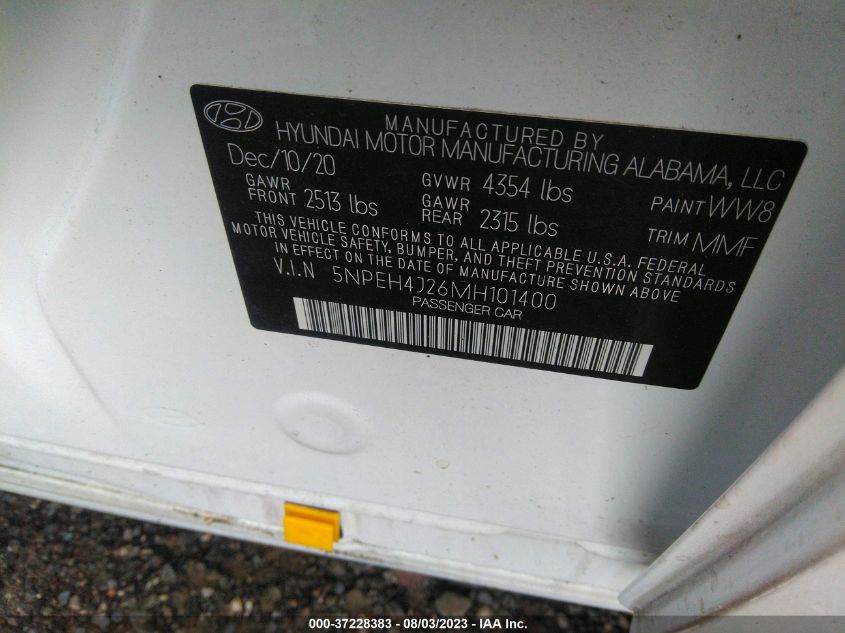 MANUFACTURED BY
HYUNDAI MOTOR MANUFACTURING ALABAMA, LLC
Dec/10/20
GAWR FRONT 2513 lbs
GVWR 4354 lbs
GAWR REAR 2315 lbs
PAINT WW8
TRIM MMF
THIS VEHICLE CONFORMS TO ALL APPLICABLE U.S.A. FEDERAL
MOTOR VEHICLE SAFETY, BUMPER, AND THEFT PREVENTION STANDARDS
IN EFFECT ON THE DATE OF MANUFACTURE SHOWN ABOVE
V.I.N 5NPEH4J26MH101400
PASSENGER CAR
000-37228383 - 08/03/2023 - IAA Inc.